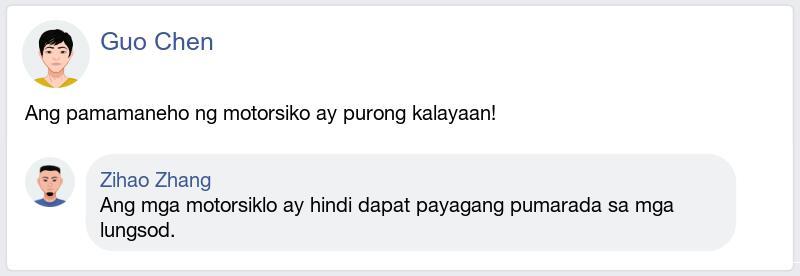 Guo Chen
Ang pamamaneho ng motorsiko ay purong kalayaan!
Zihao Zhang
Ang mga motorsiklo ay hindi dapat payagang pumarada sa mga
lungsod.